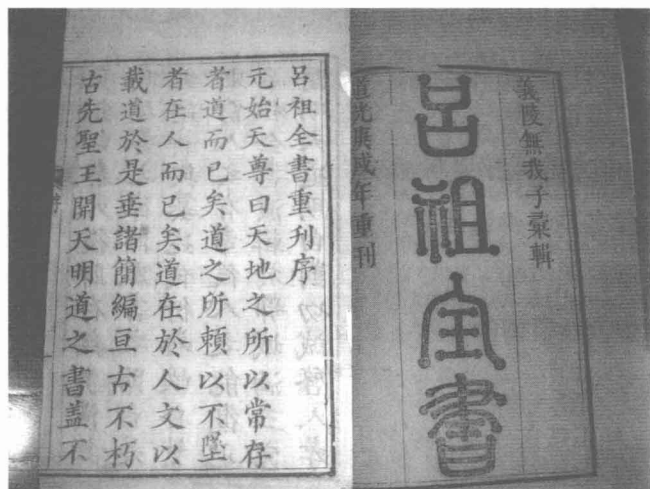 義陵無我子彙輯
呂祖全書
道光庚戌年重刊
呂祖全書重刊序
元始天尊曰天地之所以常存
者道而已矣道之所頼以不墜
者在人而已矣道在於人文以
載道於是垂諸簡編亘古不朽
古先聖王開天明道之書盖不